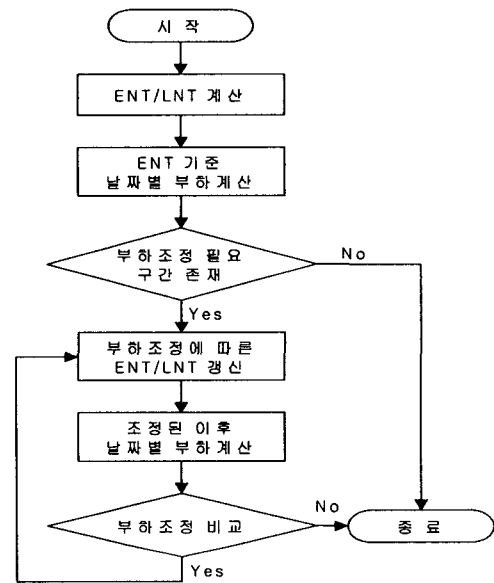 시작
ENT/LNT 계산
ENT 기준
날짜별 부하계산
부하조정 필요
구간 존재
No
Yes
부하조정에 따른
ENT/LNT 갱신
조정된 이후
날짜별 부하계산
부하조정 비교
No
종료
Yes